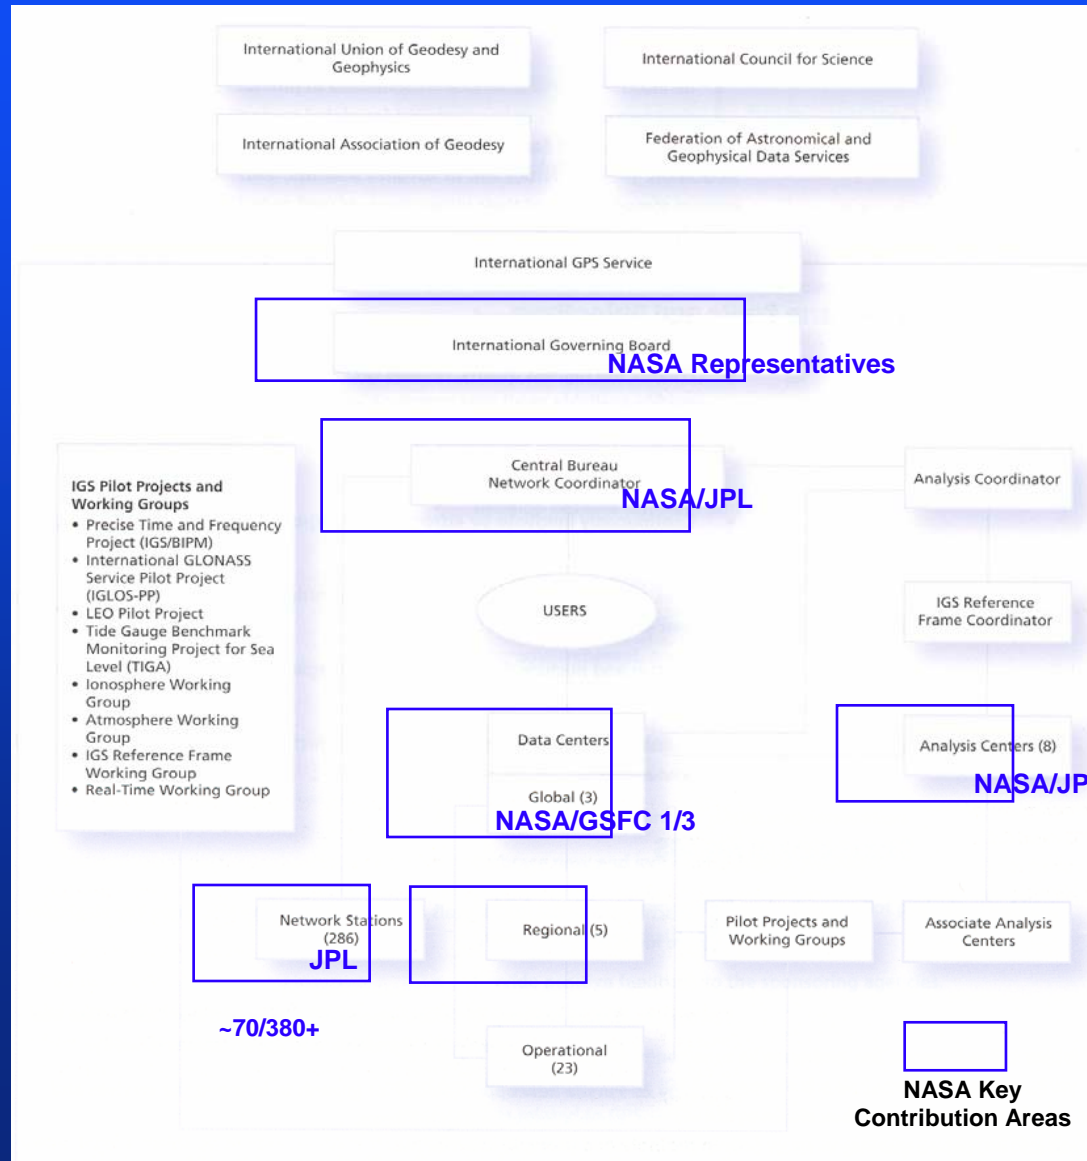 International Union of Geodesy and
Geophysics
International Council for Science
International Association of Geodesy
Federation of Astronomical and
Geophysical Data Services
International GPS Service
International Governing Board
NASA Representatives
Central Bureau
Network Coordinator
NASA/JPL
Analysis Coordinator
IGS Pilot Projects and
Working Groups
• Precise Time and Frequency
Project (IGS/BIPM)
• International GLONASS
Service Pilot Project
(IGLOS-PP)
• LEO Pilot Project
• Tide Gauge Benchmark
Monitoring Project for Sea
Level (TIGA)
• Ionosphere Working
Group
• Atmosphere Working
Group
• IGS Reference Frame
Working Group
• Real-Time Working Group
USERS
IGS Reference
Frame Coordinator
Data Centers
Global (3)
NASA/GSFC 1/3
Analysis Centers (8)
NASA/JP
Network Stations
(286)
JPL
~70/380+
Regional (5)
Pilot Projects and
Working Groups
Associate Analysis
Centers
Operational
(23)
NASA Key
Contribution Areas